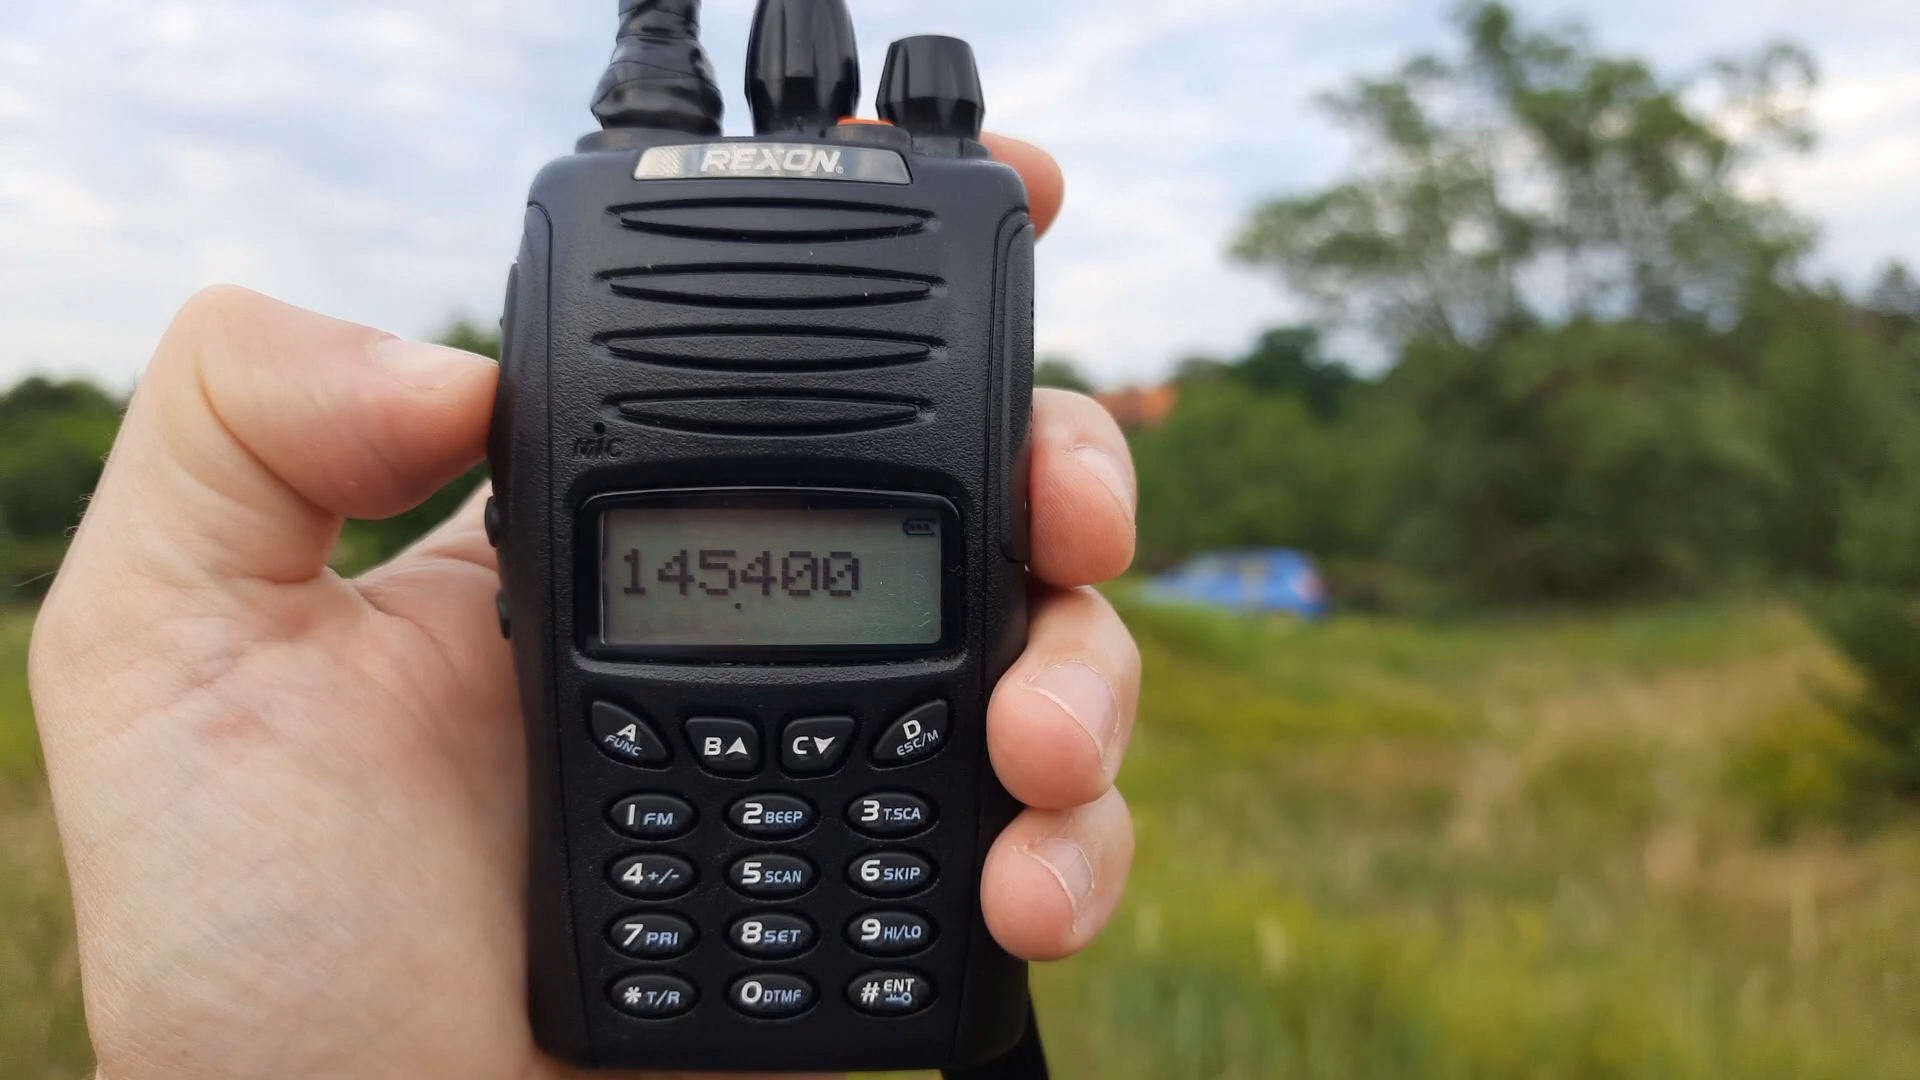 REXON®
mic
145.400
A FUNC
B▲
C▼
D ESC/M
1 FM
2 BEEP
3 T.SCA
4 +/-
5 SCAN
6 SKIP
7 PRI
8 SET
9 HI/LO
* T/R
0 DTMF
# ENT